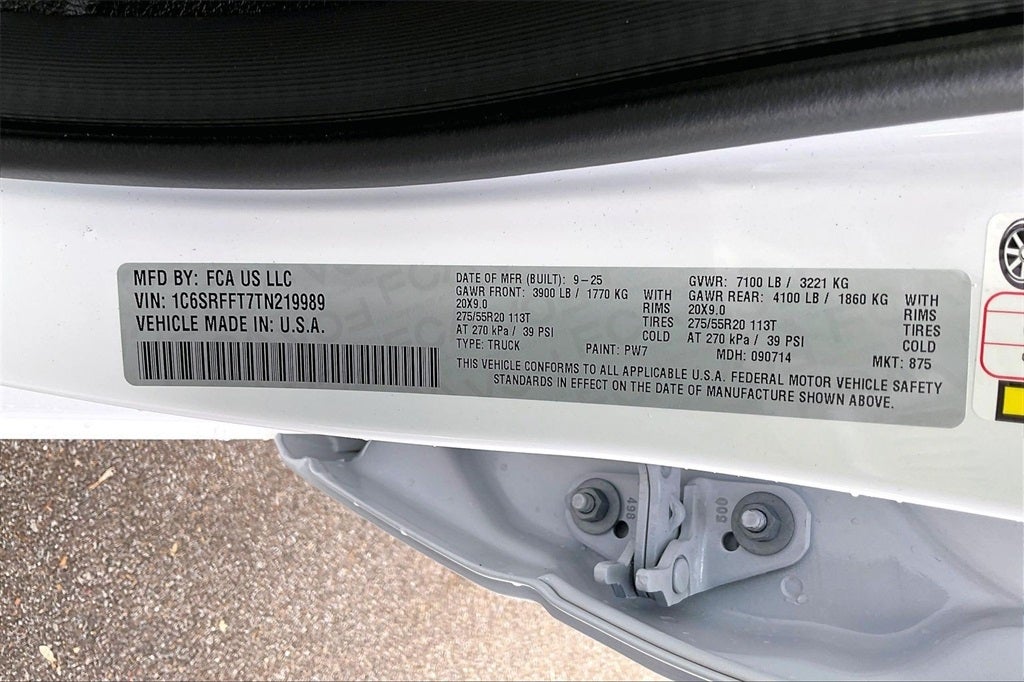 MFD BY: FCA US LLC
VIN: 1C6SRFFT7TN219989
VEHICLE MADE IN: U.S.A.
DATE OF MFR (BUILT): 9-25
GAWR FRONT: 3900 LB / 1770 KG WITH
20X9.0 RIMS
275/55R20 113T TIRES
AT 270 kPa / 39 PSI COLD
TYPE: TRUCK PAINT: PW7
GVWR: 7100 LB / 3221 KG
GAWR REAR: 4100 LB / 1860 KG WITH
20X9.0 RIMS
275/55R20 113T TIRES
AT 270 kPa / 39 PSI COLD
MDH: 090714 MKT: 875
THIS VEHICLE CONFORMS TO ALL APPLICABLE U.S.A. FEDERAL MOTOR VEHICLE SAFETY
STANDARDS IN EFFECT ON THE DATE OF MANUFACTURE SHOWN ABOVE.
498